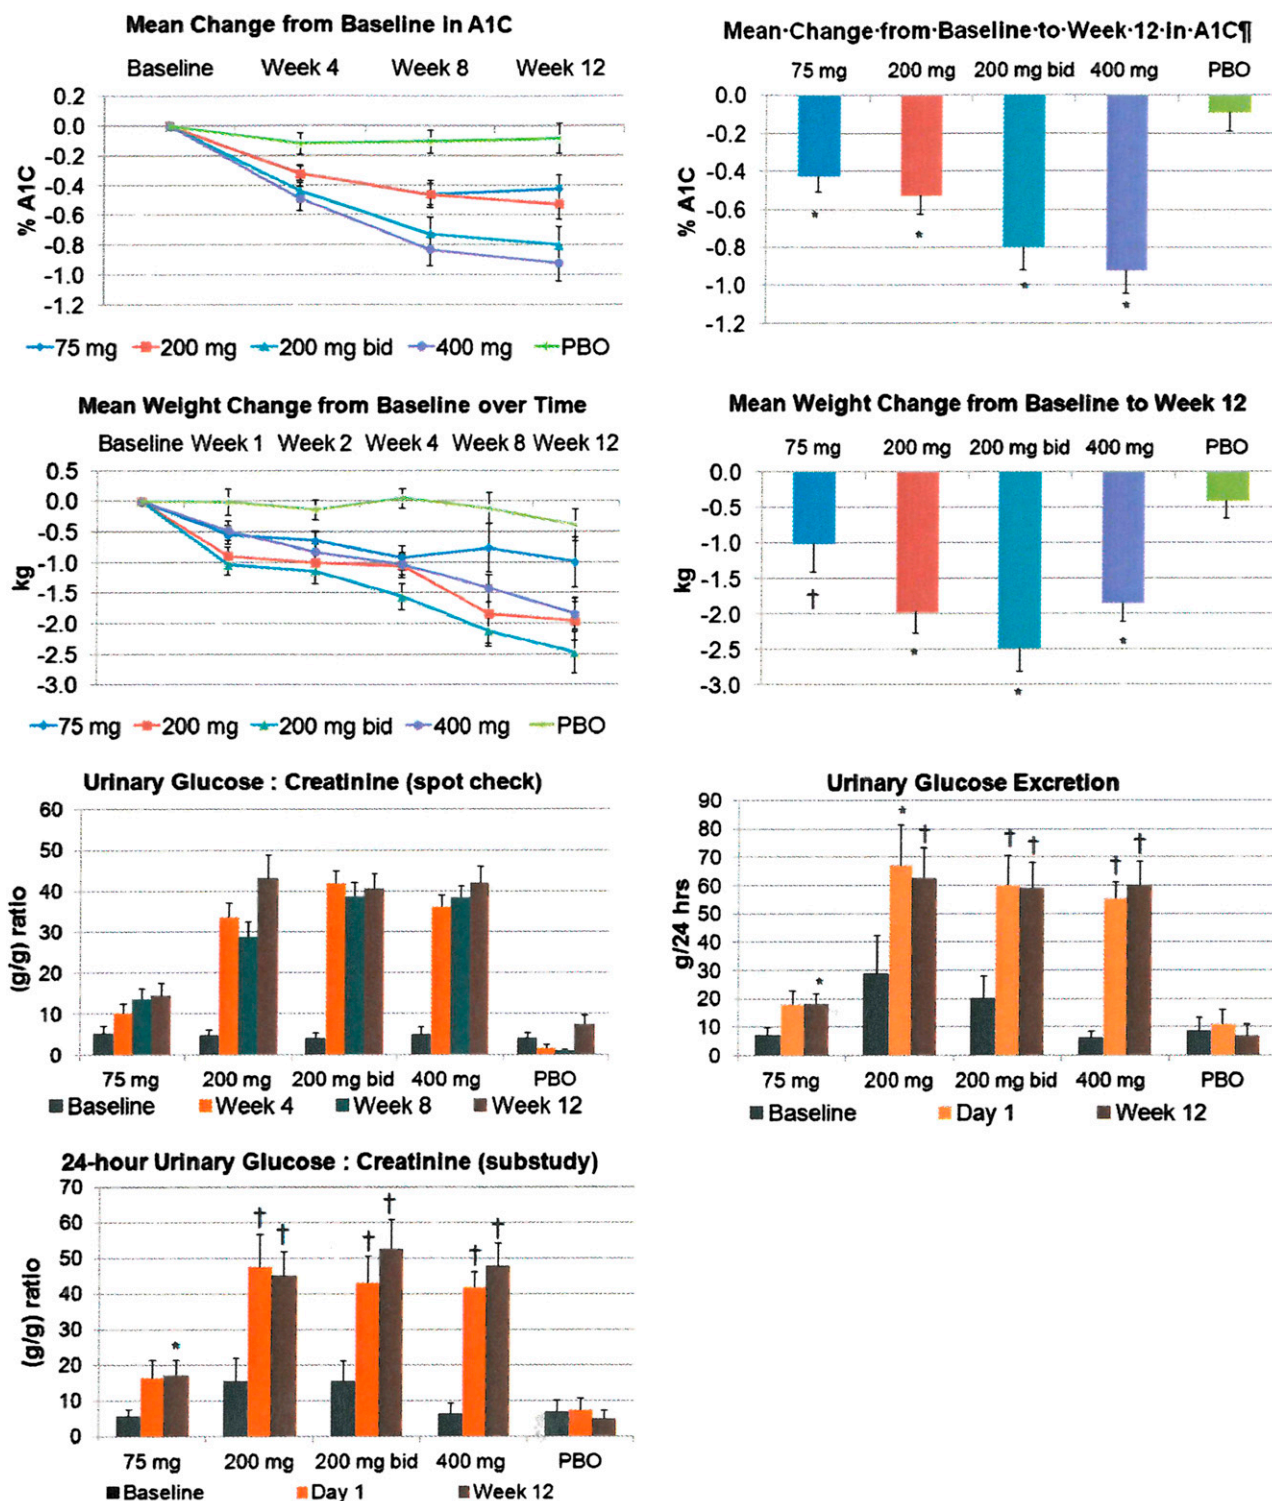 Mean Change from Baseline in A1C
Baseline Week 4 Week 8 Week 12
0.2
0.0
-0.2
-0.4
-0.6
-0.8
-1.0
-1.2
% A1C
75 mg 200 mg 200 mg bid 400 mg PBO
Mean·Change·from·Baseline·to·Week·12·in·A1C¶
75 mg 200 mg 200 mg bid 400 mg PBO
0.0
-0.2
-0.4
-0.6
-0.8
-1.0
-1.2
% A1C
* * * *
Mean Weight Change from Baseline over Time
Baseline Week 1 Week 2 Week 4 Week 8 Week 12
0.5
0.0
-0.5
-1.0
-1.5
-2.0
-2.5
-3.0
kg
75 mg 200 mg 200 mg bid 400 mg PBO
Mean Weight Change from Baseline to Week 12
75 mg 200 mg 200 mg bid 400 mg PBO
0.0
-0.5
-1.0
-1.5
-2.0
-2.5
-3.0
kg
† * * *
Urinary Glucose : Creatinine (spot check)
60
50
40
30
20
10
0
(g/g) ratio
75 mg 200 mg 200 mg bid 400 mg PBO
Baseline Week 4 Week 8 Week 12
Urinary Glucose Excretion
90
80
70
60
50
40
30
20
10
0
g/24 hrs
* * † † † † †
75 mg 200 mg 200 mg bid 400 mg PBO
Baseline Day 1 Week 12
24-hour Urinary Glucose : Creatinine (substudy)
70
60
50
40
30
20
10
0
(g/g) ratio
* † † † † † †
75 mg 200 mg 200 mg bid 400 mg PBO
Baseline Day 1 Week 12